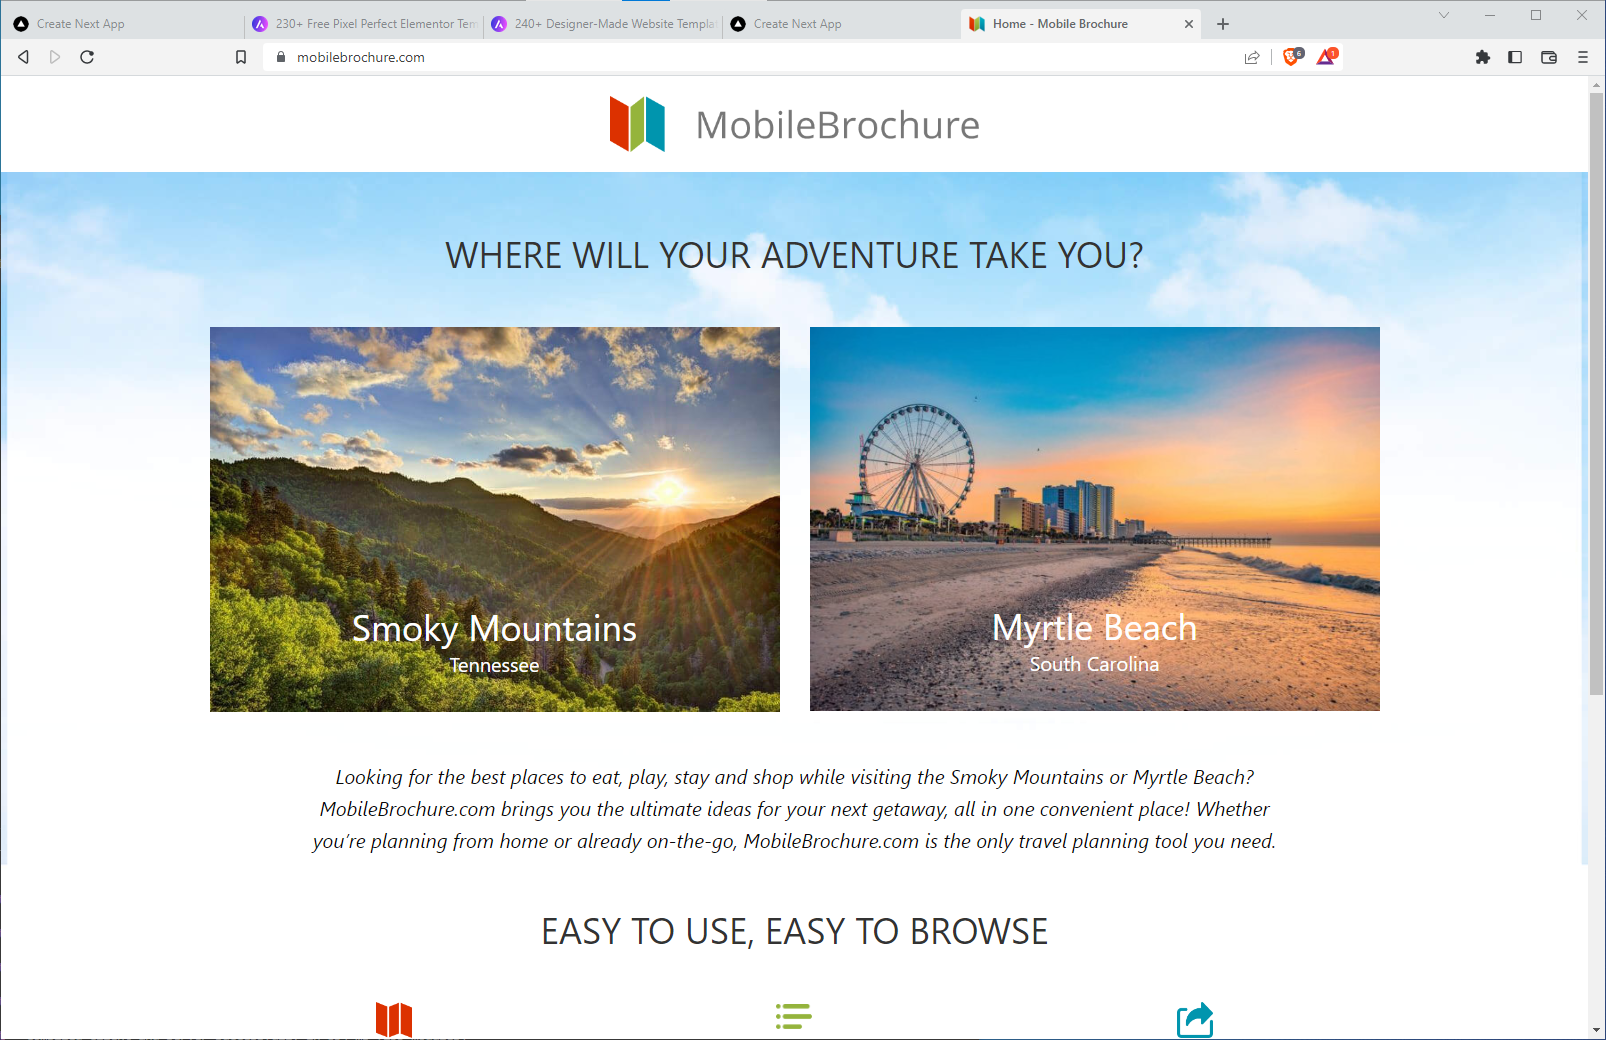 Create Next App
230+ Free Pixel Perfect Elementor Tem
240+ Designer-Made Website Templa
Create Next App
Home - Mobile Brochure
mobilebrochure.com
6
1
MobileBrochure
WHERE WILL YOUR ADVENTURE TAKE YOU?
Smoky Mountains
Tennessee
Myrtle Beach
South Carolina
Looking for the best places to eat, play, stay and shop while visiting the Smoky Mountains or Myrtle Beach?
MobileBrochure.com brings you the ultimate ideas for your next getaway, all in one convenient place! Whether
you’re planning from home or already on-the-go, MobileBrochure.com is the only travel planning tool you need.
EASY TO USE, EASY TO BROWSE